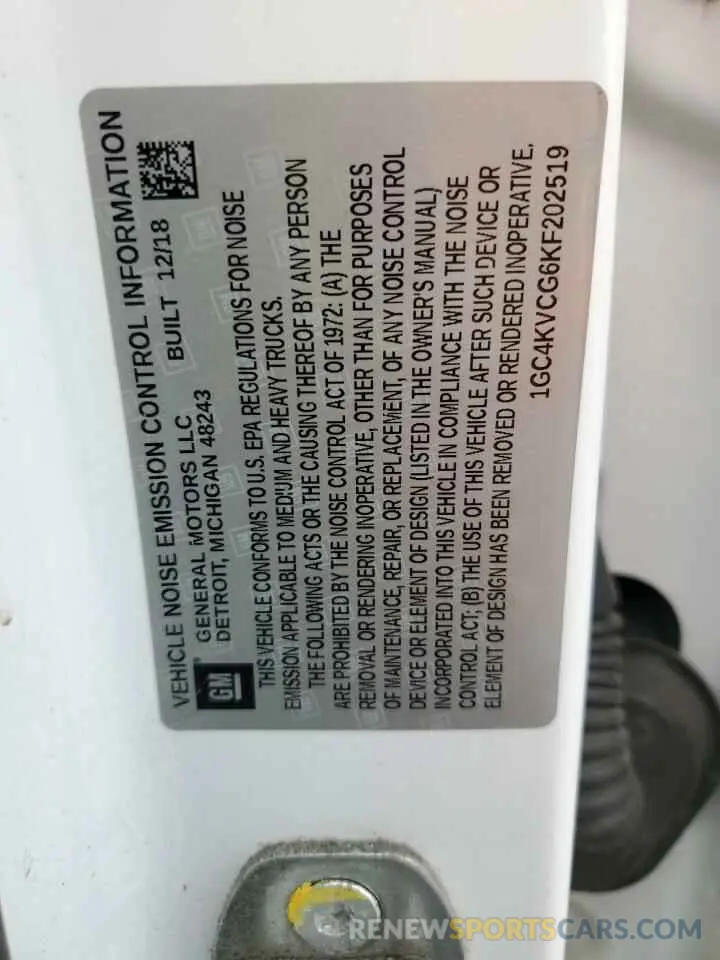 VEHICLE NOISE EMISSION CONTROL INFORMATION
GENERAL MOTORS LLC
DETROIT, MICHIGAN 48243
BUILT 12/18
GM
THIS VEHICLE CONFORMS TO U.S. EPA REGULATIONS FOR NOISE
EMISSION APPLICABLE TO MEDIUM AND HEAVY TRUCKS.
THE FOLLOWING ACTS OR THE CAUSING THEREOF BY ANY PERSON
ARE PROHIBITED BY THE NOISE CONTROL ACT OF 1972: (A) THE
REMOVAL OR RENDERING INOPERATIVE, OTHER THAN FOR PURPOSES
OF MAINTENANCE, REPAIR, OR REPLACEMENT, OF ANY NOISE CONTROL
DEVICE OR ELEMENT OF DESIGN (LISTED IN THE OWNER'S MANUAL)
INCORPORATED INTO THIS VEHICLE IN COMPLIANCE WITH THE NOISE
CONTROL ACT; (B) THE USE OF THIS VEHICLE AFTER SUCH DEVICE OR
ELEMENT OF DESIGN HAS BEEN REMOVED OR RENDERED INOPERATIVE.
1GC4KVCG6KF202519
RENEWSPORTSCARS.COM